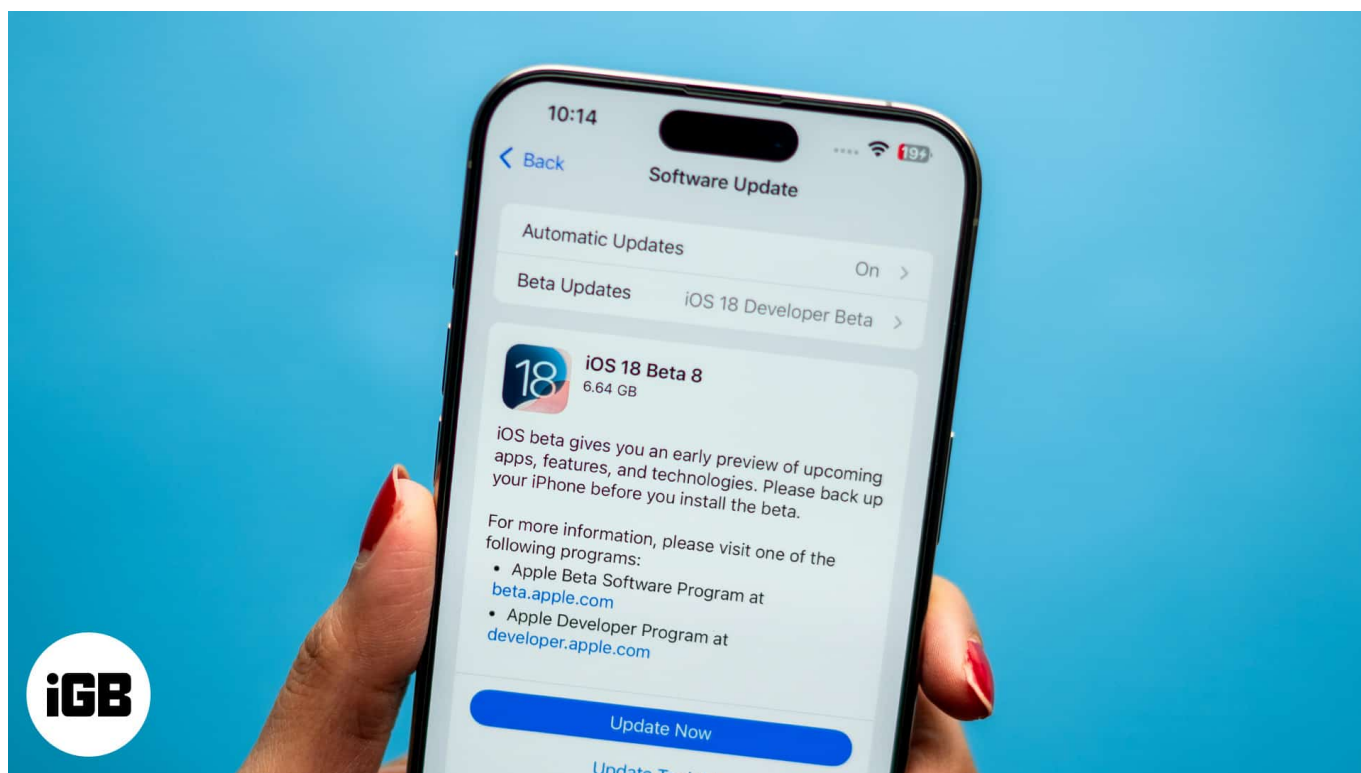 10:14
19
Back
Software Update
Automatic Updates
On
Beta Updates
iOS 18 Developer Beta
18
iOS 18 Beta 8
6.64 GB
iOS beta gives you an early preview of upcoming
apps, features, and technologies. Please back up
your iPhone before you install the beta.
For more information, please visit one of the
following programs:
• Apple Beta Software Program at
beta.apple.com
• Apple Developer Program at
developer.apple.com
Update Now
Update
iGB